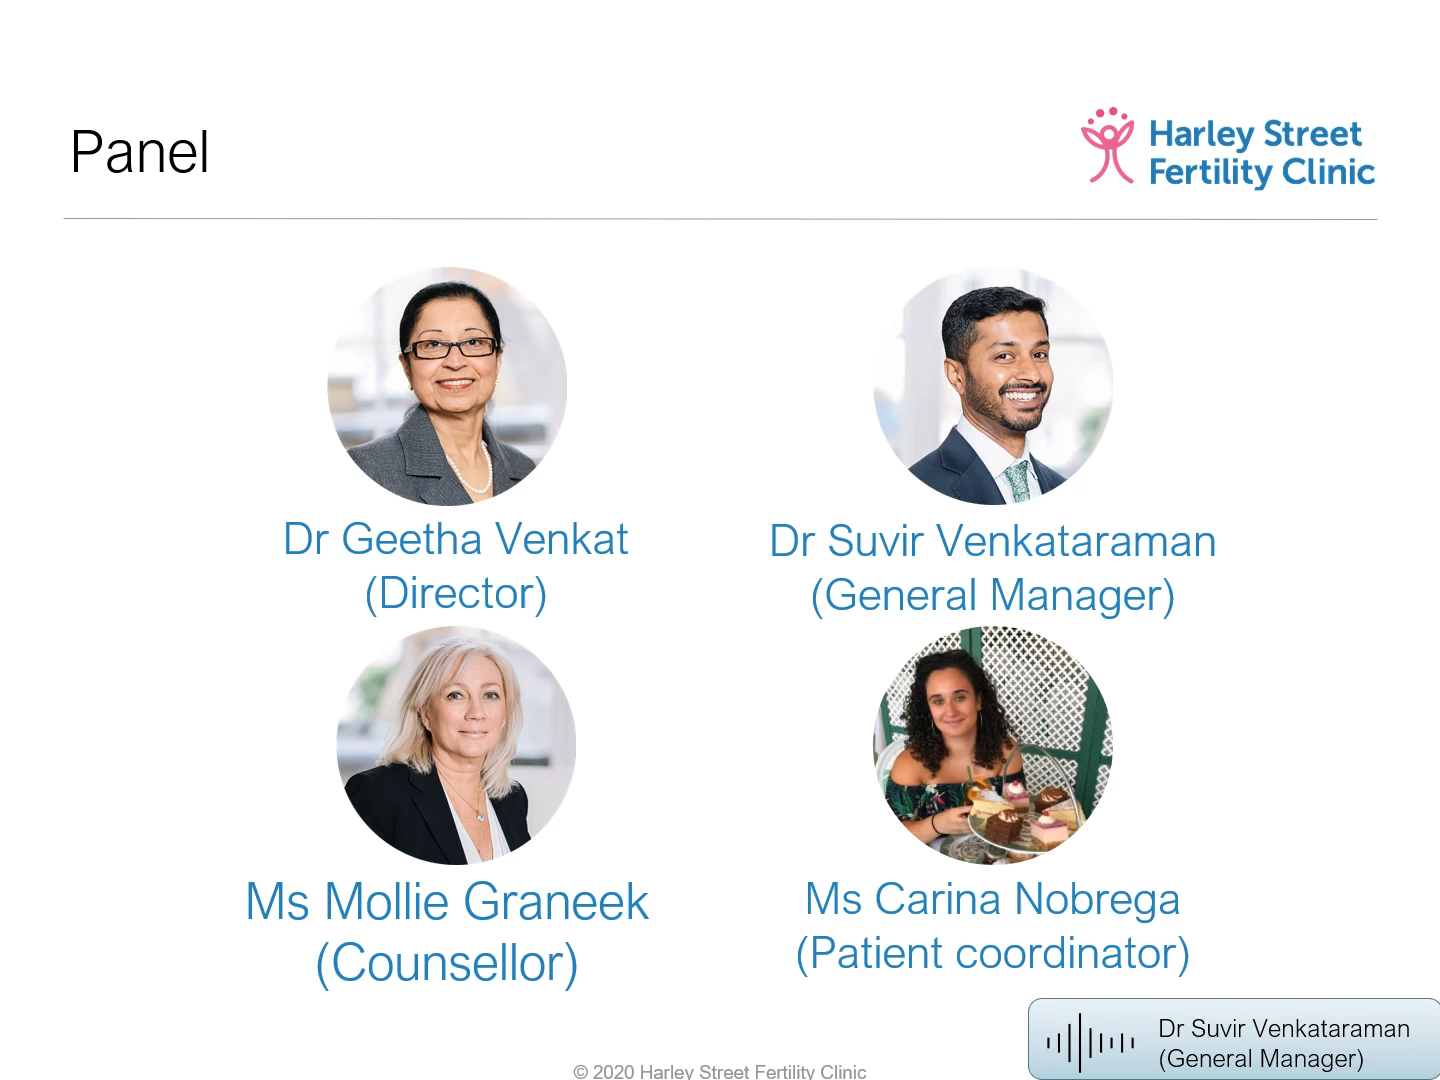 Panel
Harley Street
Fertility Clinic
Dr Geetha Venkat
(Director)
Dr Suvir Venkataraman
(General Manager)
Ms Mollie Graneek
(Counsellor)
Ms Carina Nobrega
(Patient coordinator)
Dr Suvir Venkataraman
(General Manager)
© 2020 Harley Street Fertility Clinic